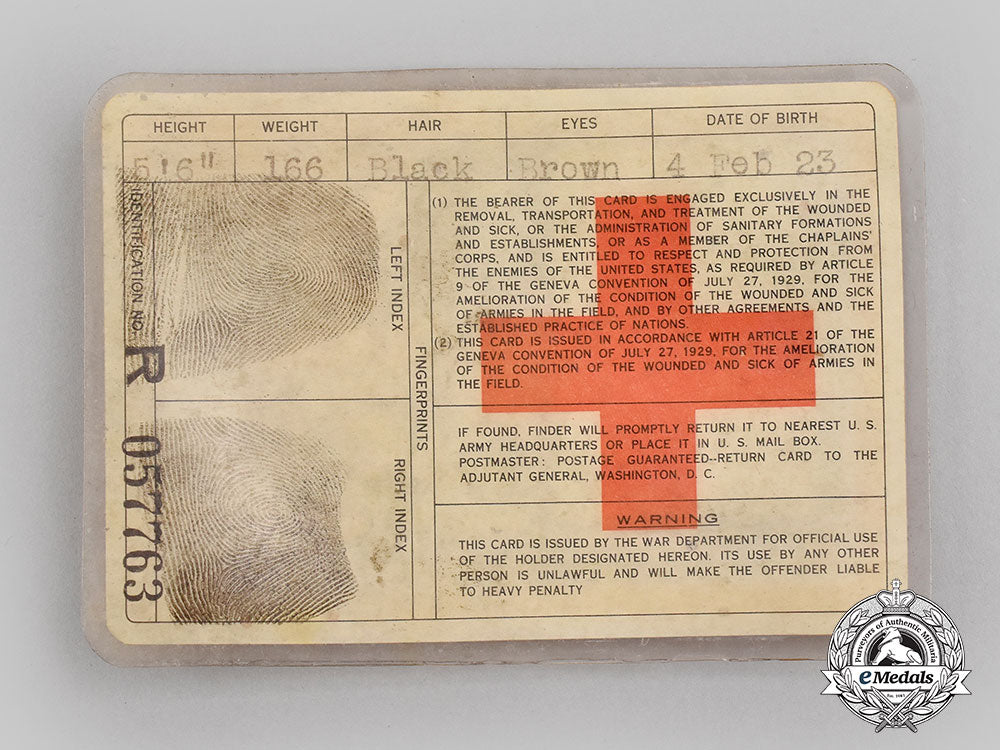 HEIGHT WEIGHT HAIR EYES DATE OF BIRTH
5'6" 166 Black Brown 4 Feb 23
IDENTIFICATION NO.
R 057763
LEFT INDEX
RIGHT INDEX
FINGERPRINTS
(1) THE BEARER OF THIS CARD IS ENGAGED EXCLUSIVELY IN THE
REMOVAL, TRANSPORTATION, AND TREATMENT OF THE WOUNDED
AND SICK, OR THE ADMINISTRATION OF SANITARY FORMATIONS
AND ESTABLISHMENTS, OR AS A MEMBER OF THE CHAPLAINS'
CORPS, AND IS ENTITLED TO RESPECT AND PROTECTION FROM
THE ENEMIES OF THE UNITED STATES, AS REQUIRED BY ARTICLE
9 OF THE GENEVA CONVENTION OF JULY 27, 1929, FOR THE
AMELIORATION OF THE CONDITION OF THE WOUNDED AND SICK
OF ARMIES IN THE FIELD, AND BY OTHER AGREEMENTS AND THE
ESTABLISHED PRACTICE OF NATIONS.
(2) THIS CARD IS ISSUED IN ACCORDANCE WITH ARTICLE 21 OF THE
GENEVA CONVENTION OF JULY 27, 1929, FOR THE AMELIORATION
OF THE CONDITION OF THE WOUNDED AND SICK OF ARMIES IN
THE FIELD.
IF FOUND, FINDER WILL PROMPTLY RETURN IT TO NEAREST U. S.
ARMY HEADQUARTERS OR PLACE IT IN U. S. MAIL BOX.
POSTMASTER: POSTAGE GUARANTEED--RETURN CARD TO THE
ADJUTANT GENERAL, WASHINGTON, D. C.
WARNING
THIS CARD IS ISSUED BY THE WAR DEPARTMENT FOR OFFICIAL USE
OF THE HOLDER DESIGNATED HEREON. ITS USE BY ANY OTHER
PERSON IS UNLAWFUL AND WILL MAKE THE OFFENDER LIABLE
TO HEAVY PENALTY
Purveyors of Authentic Militaria
eMedals